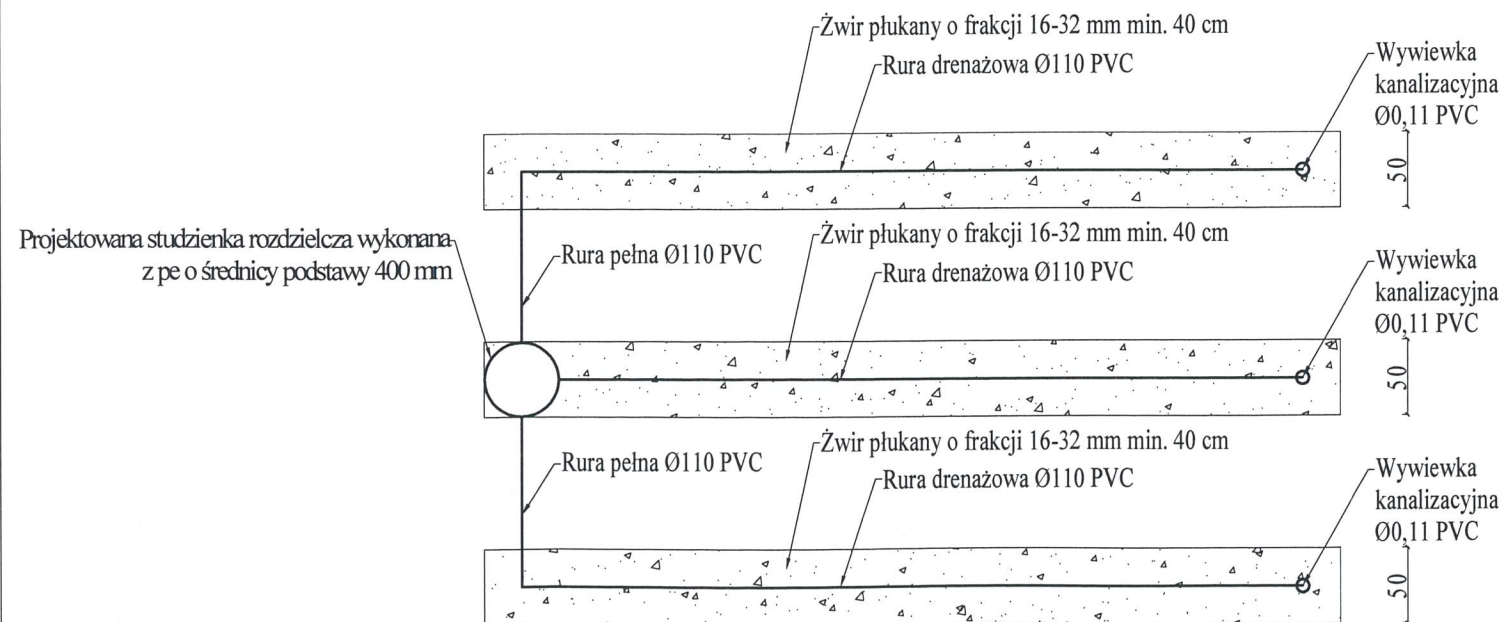 Żwir płukany o frakcji 16-32 mm min. 40 cm
Rura drenażowa Ø110 PVC
Wywiewka
kanalizacyjna
Ø0,11 PVC
50
Projektowana studzienka rozdzielcza wykonana
z pe o średnicy podstawy 400 mm
Rura pełna Ø110 PVC
Żwir płukany o frakcji 16-32 mm min. 40 cm
Rura drenażowa Ø110 PVC
Wywiewka
kanalizacyjna
Ø0,11 PVC
50
Rura pełna Ø110 PVC
Żwir płukany o frakcji 16-32 mm min. 40 cm
Rura drenażowa Ø110 PVC
Wywiewka
kanalizacyjna
Ø0,11 PVC
50